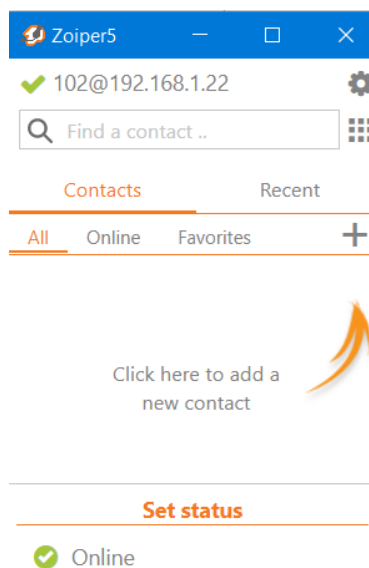 Zoiper5
102@192.168.1.22
Find a contact ..
Contacts Recent
All Online Favorites
Click here to add a
new contact
Set status
Online